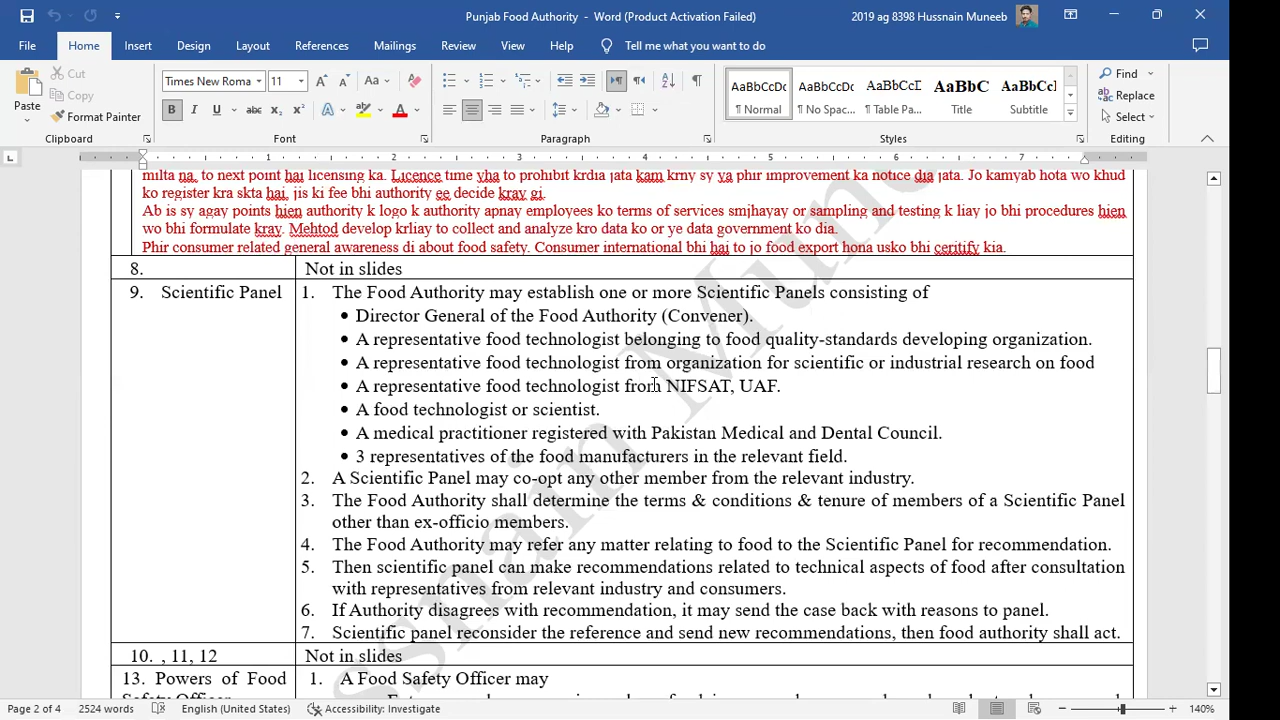 Punjab Food Authority - Word (Product Activation Failed)
2019 ag 8398 Hussnain Muneeb
File Home Insert Design Layout References Mailings Review View Help Tell me what you want to do
Paste
Cut
Copy
Format Painter
Clipboard
Times New Roma 11
B I U abc x₂ x²
Font
Paragraph
AaBbCcDc AaBbCcDc AaBbCcD AaBbC AaBbCcI
¶ Normal ¶ No Spac... ¶ Table Pa... Title Subtitle
Styles
Find
Replace
Select
Editing
1 2 3 4 5 6 7
milta na, to next point hai licensing ka. Licence time yha to prohibit krdia jata kam krny sy ya phir improvement ka notice dia jata. Jo kamyab hota wo khud
ko register kra skta hai, jis ki fee bhi authority ee decide kray gi.
Ab is sy agay points hien authority k logo k authority apnay employees ko terms of services smjhayay or sampling and testing k liay jo bhi procedures hien
wo bhi formulate kray. Mehtod develop krliay to collect and analyze kro data ko or ye data government ko dia.
Phir consumer related general awareness di about food safety. Consumer international bhi hai to jo food export hona usko bhi ceritify kia.
8. Not in slides
9. Scientific Panel
1. The Food Authority may establish one or more Scientific Panels consisting of
• Director General of the Food Authority (Convener).
• A representative food technologist belonging to food quality-standards developing organization.
• A representative food technologist from organization for scientific or industrial research on food
• A representative food technologist from NIFSAT, UAF.
• A food technologist or scientist.
• A medical practitioner registered with Pakistan Medical and Dental Council.
• 3 representatives of the food manufacturers in the relevant field.
2. A Scientific Panel may co-opt any other member from the relevant industry.
3. The Food Authority shall determine the terms & conditions & tenure of members of a Scientific Panel
other than ex-officio members.
4. The Food Authority may refer any matter relating to food to the Scientific Panel for recommendation.
5. Then scientific panel can make recommendations related to technical aspects of food after consultation
with representatives from relevant industry and consumers.
6. If Authority disagrees with recommendation, it may send the case back with reasons to panel.
7. Scientific panel reconsider the reference and send new recommendations, then food authority shall act.
10. , 11, 12 Not in slides
13. Powers of Food
Safety Officer
1. A Food Safety Officer may
Page 2 of 4 2524 words English (United States) Accessibility: Investigate 140%